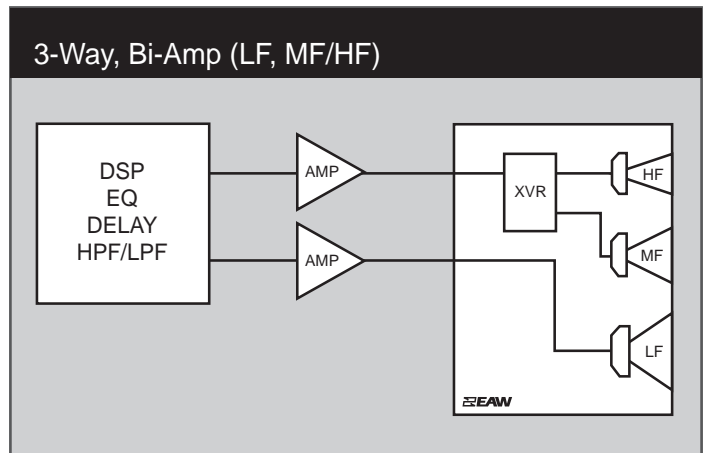 3-Way, Bi-Amp (LF, MF/HF)
DSP
EQ
DELAY
HPF/LPF
AMP
AMP
XVR
HF
MF
LF
EAW